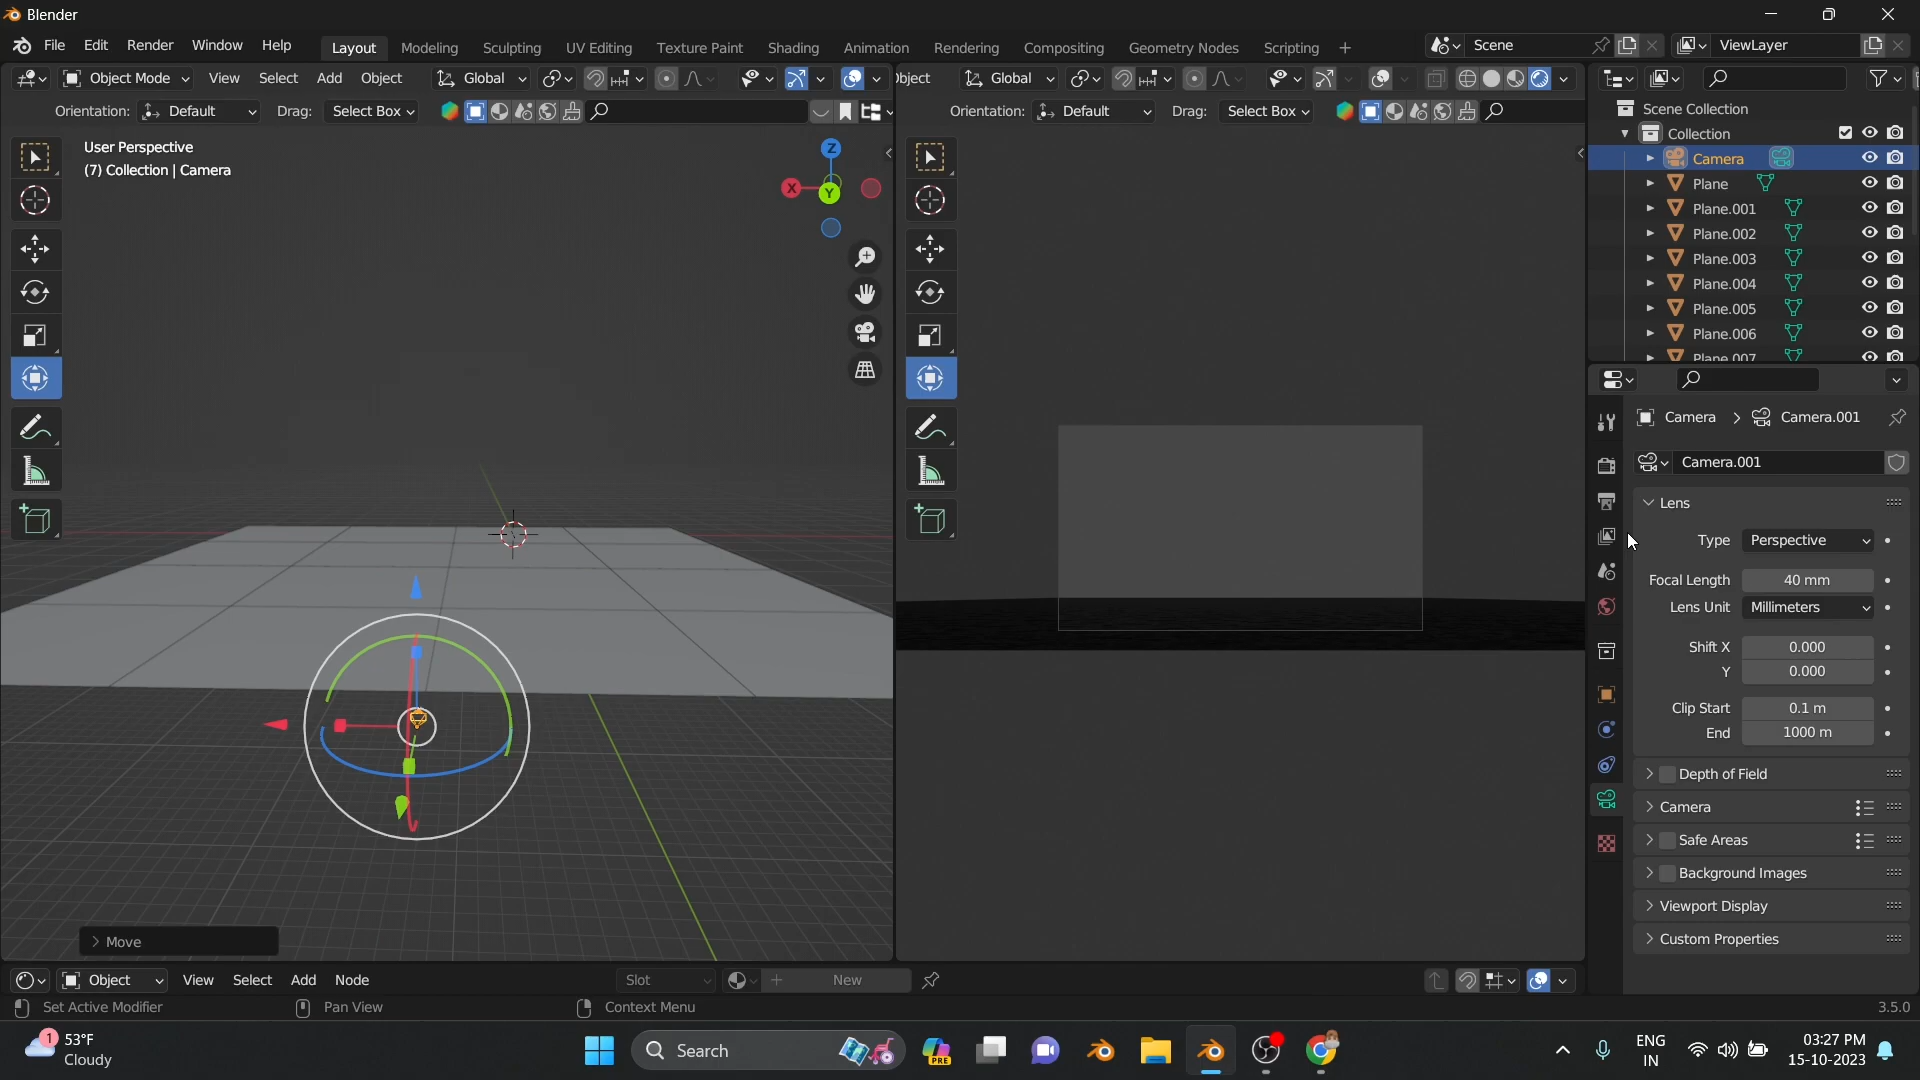 Blender
File Edit Render Window Help
Layout Modeling Sculpting UV Editing Texture Paint Shading Animation Rendering Compositing Geometry Nodes Scripting +
Scene
ViewLayer
Object Mode View Select Add Object Global
Orientation: Default Drag: Select Box
User Perspective
(7) Collection | Camera
Z
X
Y
Move
bject Global
Orientation: Default Drag: Select Box
Scene Collection
Collection
Camera
Plane
Plane.001
Plane.002
Plane.003
Plane.004
Plane.005
Plane.006
Plane.007
Camera > Camera.001
Camera.001
Lens
Type Perspective
Focal Length 40 mm
Lens Unit Millimeters
Shift X 0.000
Y 0.000
Clip Start 0.1 m
End 1000 m
Depth of Field
Camera
Safe Areas
Background Images
Viewport Display
Custom Properties
Object View Select Add Node Slot New
Set Active Modifier Pan View Context Menu 3.5.0
1
53°F
Cloudy
Search
PRE
ENG
IN
03:27 PM
15-10-2023